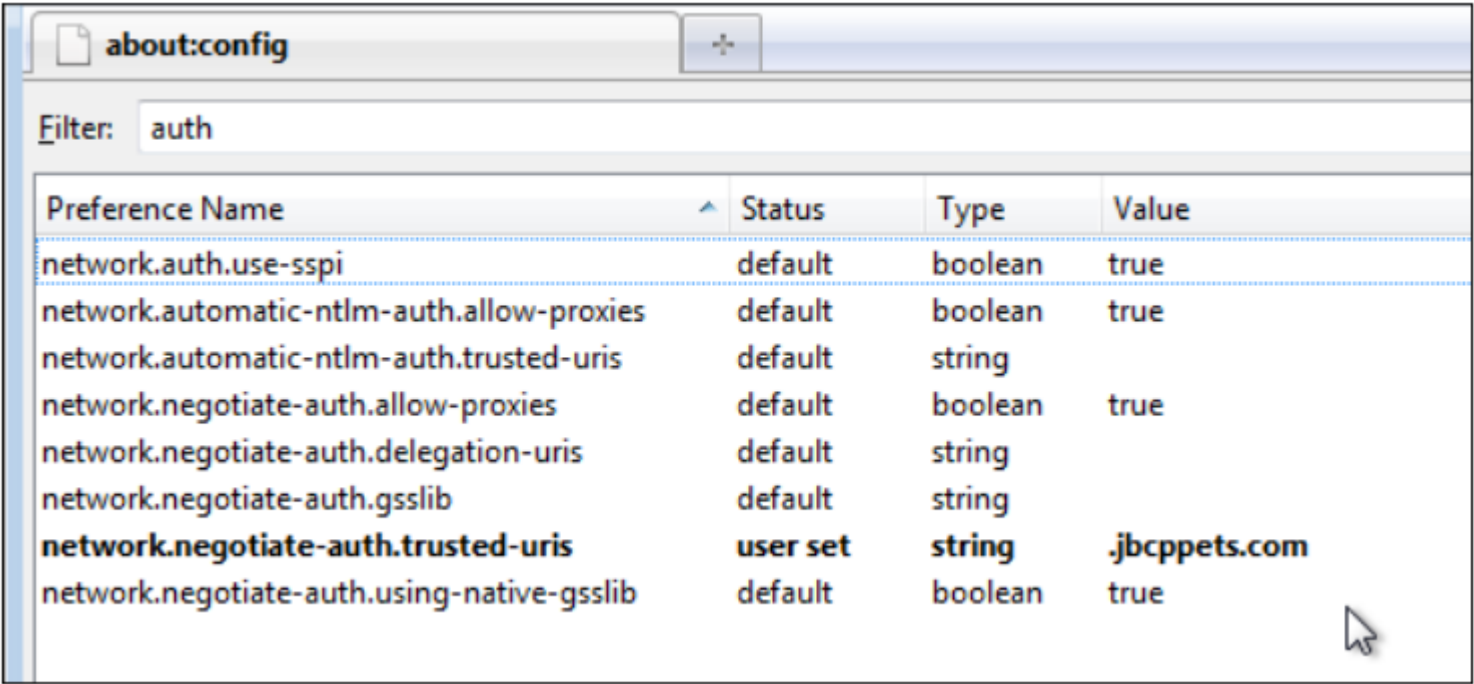 about:config
Filter: auth
Preference Name Status Type Value
network.auth.use-sspi default boolean true
network.automatic-ntlm-auth.allow-proxies default boolean true
network.automatic-ntlm-auth.trusted-uris default string
network.negotiate-auth.allow-proxies default boolean true
network.negotiate-auth.delegation-uris default string
network.negotiate-auth.gsslib default string
network.negotiate-auth.trusted-uris user set string .jbcppets.com
network.negotiate-auth.using-native-gsslib default boolean true